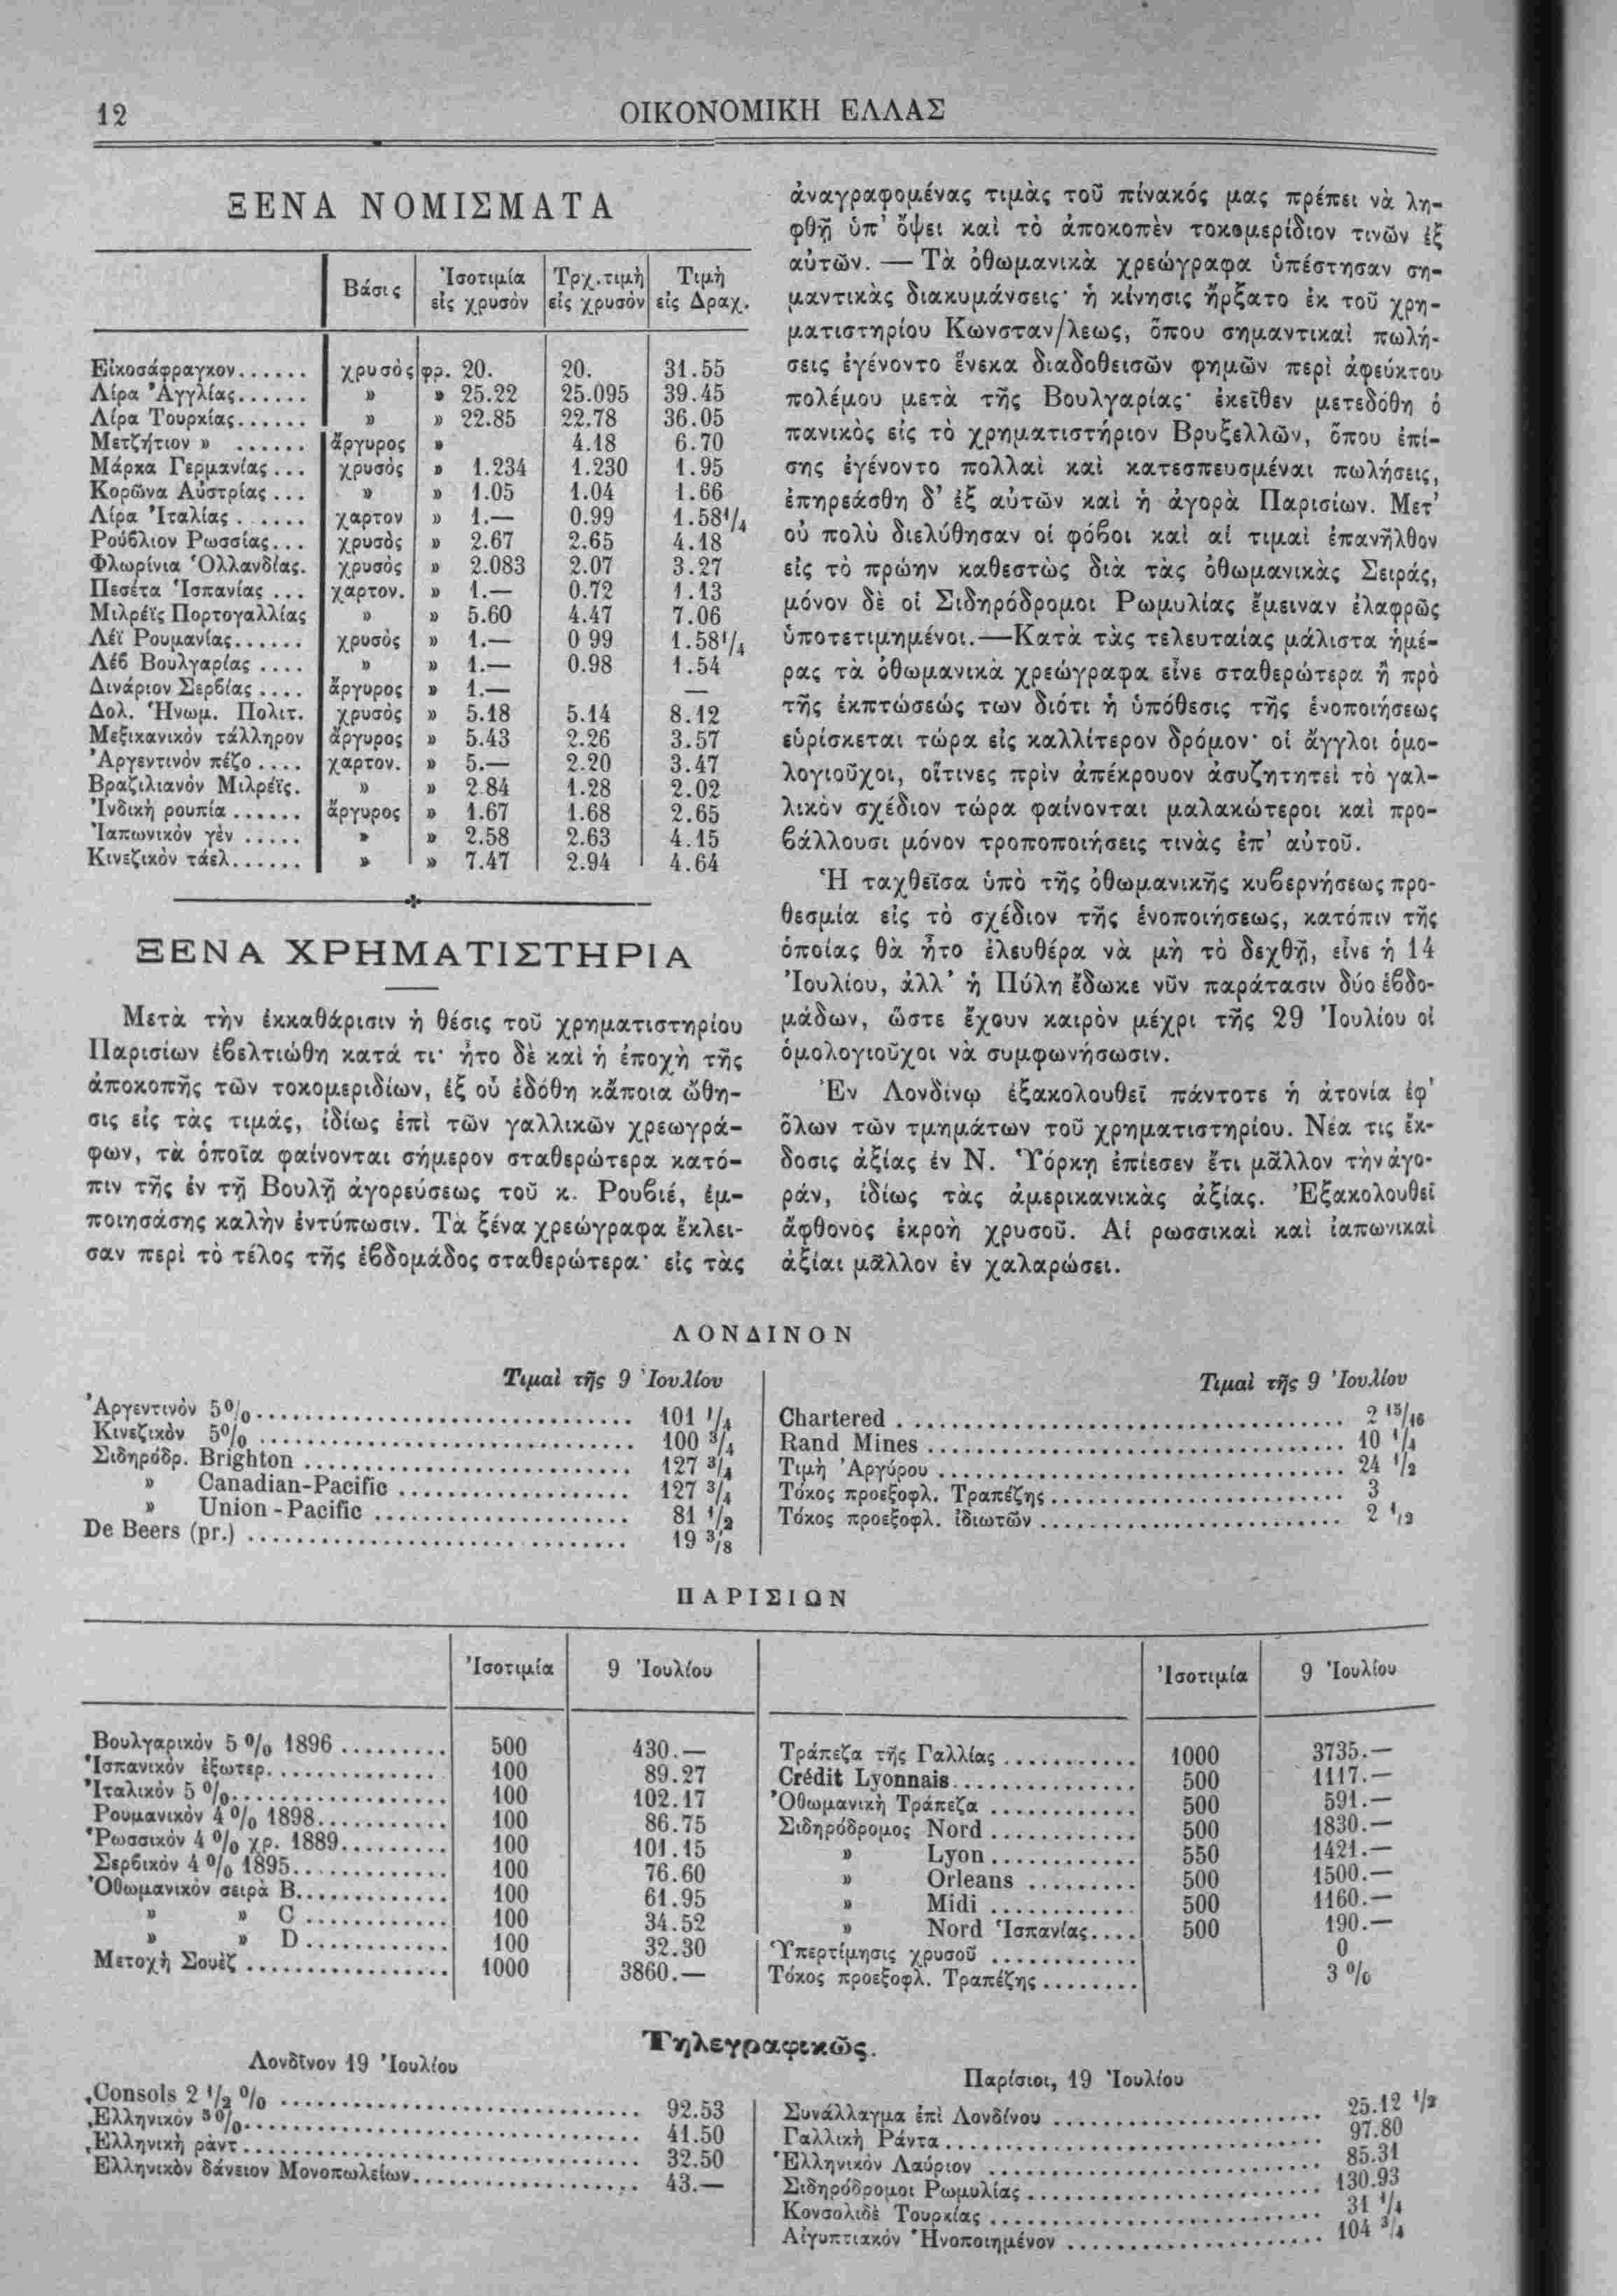 12
ΟΙΚΟΝΟΜΙΚΗ ΕΛΛΑΣ
ΞΕΝΑ ΝΟΜΙΣΜΑΤΑ
Βάσις Ἰσοτιμία εἰς χρυσὸν Τρχ. τιμὴ εἰς χρυσὸν Τιμὴ εἰς Δραχ.
Εἰκοσάφραγκον...... χρυσὸς φρ. 20. 20. 31.55
Λίρα Ἀγγλίας...... » » 25.22 25.095 39.45
Λίρα Τουρκίας...... » » 22.85 22.78 36.05
Μετζήτιον » ...... ἄργυρος » 4.18 6.70
Μάρκα Γερμανίας ... χρυσὸς » 1.234 1.230 1.95
Κορῶνα Αὐστρίας ... » » 1.05 1.04 1.66
Λίρα Ἰταλίας ...... χαρτον » 1.— 0.99 1.58 1/4
Ρούβλιον Ρωσσίας... χρυσὸς » 2.67 2.65 4.18
Φλωρίνια Ὁλλανδίας. χρυσὸς » 2.083 2.07 3.27
Πεσέτα Ἱσπανίας ... χαρτον. » 1.— 0.72 1.13
Μιλρέϊς Πορτογαλλίας » » 5.60 4.47 7.06
Λέϊ Ρουμανίας...... χρυσὸς » 1.— 0 99 1.58 1/4
Λέβ Βουλγαρίας .... » » 1.— 0.98 1.54
Δινάριον Σερβίας .... ἄργυρος » 1.— —
Δολ. Ἡνωμ. Πολιτ. χρυσὸς » 5.18 5.14 8.12
Μεξικανικὸν τάλληρον ἄργυρος » 5.43 2.26 3.57
Ἀργεντινὸν πέζο .... χαρτον. » 5.— 2.20 3.47
Βραζιλιανὸν Μιλρέϊς. » » 2.84 1.28 2.02
Ἰνδικὴ ρουπία ...... ἄργυρος » 1.67 1.68 2.65
Ἰαπωνικὸν γὲν ..... » » 2.58 2.63 4.15
Κινεζικὸν τάελ...... » » 7.47 2.94 4.64
ΞΕΝΑ ΧΡΗΜΑΤΙΣΤΗΡΙΑ
Μετὰ τὴν ἐκκαθάρισιν ἡ θέσις τοῦ χρηματιστηρίου
Παρισίων ἐβελτιώθη κατά τι· ἦτο δὲ καὶ ἡ ἐποχὴ τῆς
ἀποκοπῆς τῶν τοκομεριδίων, ἐξ οὗ ἐδόθη κἄποια ὤθη-
σις εἰς τὰς τιμάς, ἰδίως ἐπὶ τῶν γαλλικῶν χρεωγρά-
φων, τὰ ὁποῖα φαίνονται σήμερον σταθερώτερα κατό-
πιν τῆς ἐν τῇ Βουλῇ ἀγορεύσεως τοῦ κ. Ρουβιέ, ἐμ-
ποιησάσης καλὴν ἐντύπωσιν. Τὰ ξένα χρεώγραφα ἔκλει-
σαν περὶ τὸ τέλος τῆς ἑβδομάδος σταθερώτερα· εἰς τὰς
ἀναγραφομένας τιμὰς τοῦ πίνακός μας πρέπει νὰ λη-
φθῇ ὑπ' ὄψει καὶ τὸ ἀποκοπὲν τοκομερίδιον τινῶν ἐξ
αὐτῶν. — Τὰ ὀθωμανικὰ χρεώγραφα ὑπέστησαν ση-
μαντικὰς διακυμάνσεις· ἡ κίνησις ἤρξατο ἐκ τοῦ χρη-
ματιστηρίου Κωνσταν/λεως, ὅπου σημαντικαὶ πωλή-
σεις ἐγένοντο ἕνεκα διαδοθεισῶν φημῶν περὶ ἀφεύκτου
πολέμου μετὰ τῆς Βουλγαρίας· ἐκεῖθεν μετεδόθη ὁ
πανικὸς εἰς τὸ χρηματιστήριον Βρυξελλῶν, ὅπου ἐπί-
σης ἐγένοντο πολλαὶ καὶ κατεσπευσμέναι πωλήσεις,
ἐπηρεάσθη δ' ἐξ αὐτῶν καὶ ἡ ἀγορὰ Παρισίων. Μετ'
οὐ πολὺ διελύθησαν οἱ φόβοι καὶ αἱ τιμαὶ ἐπανῆλθον
εἰς τὸ πρώην καθεστὼς διὰ τὰς ὀθωμανικὰς Σειράς,
μόνον δὲ οἱ Σιδηρόδρομοι Ρωμυλίας ἔμειναν ἐλαφρῶς
ὑποτετιμημένοι.—Κατὰ τὰς τελευταίας μάλιστα ἡμέ-
ρας τὰ ὀθωμανικὰ χρεώγραφα εἶνε σταθερώτερα ἢ πρὸ
τῆς ἐκπτώσεώς των διότι ἡ ὑπόθεσις τῆς ἑνοποιήσεως
εὑρίσκεται τώρα εἰς καλλίτερον δρόμον· οἱ ἄγγλοι ὁμο-
λογιοῦχοι, οἵτινες πρὶν ἀπέκρουον ἀσυζητητεὶ τὸ γαλ-
λικὸν σχέδιον τώρα φαίνονται μαλακώτεροι καὶ προ-
βάλλουσι μόνον τροποποιήσεις τινὰς ἐπ' αὐτοῦ.
Ἡ ταχθεῖσα ὑπὸ τῆς ὀθωμανικῆς κυβερνήσεως προ-
θεσμία εἰς τὸ σχέδιον τῆς ἑνοποιήσεως, κατόπιν τῆς
ὁποίας θὰ ἦτο ἐλευθέρα νὰ μὴ τὸ δεχθῇ, εἶνε ἡ 14
Ἰουλίου, ἀλλ' ἡ Πύλη ἔδωκε νῦν παράτασιν δύο ἑβδο-
μάδων, ὥστε ἔχουν καιρὸν μέχρι τῆς 29 Ἰουλίου οἱ
ὁμολογιοῦχοι νὰ συμφωνήσωσιν.
Ἐν Λονδίνῳ ἐξακολουθεῖ πάντοτε ἡ ἀτονία ἐφ'
ὅλων τῶν τμημάτων τοῦ χρηματιστηρίου. Νέα τις ἔκ-
δοσις ἀξίας ἐν Ν. Ὑόρκῃ ἐπίεσεν ἔτι μᾶλλον τὴν ἀγο-
ράν, ἰδίως τὰς ἀμερικανικὰς ἀξίας. Ἐξακολουθεῖ
ἄφθονος ἐκροὴ χρυσοῦ. Αἱ ρωσσικαὶ καὶ ἰαπωνικαὶ
ἀξίαι μᾶλλον ἐν χαλαρώσει.
ΛΟΝΔΙΝΟΝ
Τιμαὶ τῆς 9 Ἰουλίου
Ἀργεντινὸν 5% ..... 101 1/4
Κινεζικὸν 5% ..... 100 3/4
Σιδηρόδρ. Brighton ..... 127 3/4
» Canadian-Pacific ..... 127 3/4
» Union-Pacific ..... 81 1/2
De Beers (pr.) ..... 19 3/8
Τιμαὶ τῆς 9 Ἰουλίου
Chartered ..... 2 15/16
Rand Mines ..... 10 1/4
Τιμὴ Ἀργύρου ..... 24 1/2
Τόκος προεξοφλ. Τραπέζης ..... 3
Τόκος προεξοφλ. ἰδιωτῶν ..... 2 1/2
ΠΑΡΙΣΙΩΝ
Ἰσοτιμία 9 Ἰουλίου
Βουλγαρικὸν 5 % 1896 ..... 500 430.—
Ἱσπανικὸν ἐξωτερ. ..... 100 89.27
Ἰταλικὸν 5 % ..... 100 102.17
Ρουμανικὸν 4 % 1898 ..... 100 86.75
Ῥωσσικὸν 4 % χρ. 1889 ..... 100 101.15
Σερβικὸν 4 % 1895 ..... 100 76.60
Ὀθωμανικὸν σειρὰ B ..... 100 61.95
» » C ..... 100 34.52
» » D ..... 100 32.30
Μετοχὴ Σουὲζ ..... 1000 3860.—
Ἰσοτιμία 9 Ἰουλίου
Τράπεζα τῆς Γαλλίας ..... 1000 3735.—
Crédit Lyonnais ..... 500 1117.—
Ὀθωμανικὴ Τράπεζα ..... 500 591.—
Σιδηρόδρομος Nord ..... 500 1830.—
» Lyon ..... 550 1421.—
» Orleans ..... 500 1500.—
» Midi ..... 500 1160.—
» Nord Ἱσπανίας .... 500 190.—
Ὑπερτίμησις χρυσοῦ ..... 0
Τόκος προεξοφλ. Τραπέζης ..... 3 %
Τηλεγραφικῶς.
Λονδῖνον 19 Ἰουλίου
Consols 2 1/2 % ..... 92.53
Ἑλληνικὸν 5% ..... 41.50
Ἑλληνικὴ ράντ ..... 32.50
Ἑλληνικὸν δάνειον Μονοπωλείων ..... 43.—
Παρίσιοι, 19 Ἰουλίου
Συνάλλαγμα ἐπὶ Λονδίνου ..... 25.12 1/2
Γαλλικὴ Ράντα ..... 97.80
Ἑλληνικὸν Λαύριον ..... 85.31
Σιδηρόδρομοι Ρωμυλίας ..... 130.93
Κονσολιδὲ Τουρκίας ..... 31 1/4
Αἰγυπτιακὸν Ἡνοποιημένον ..... 104 3/4